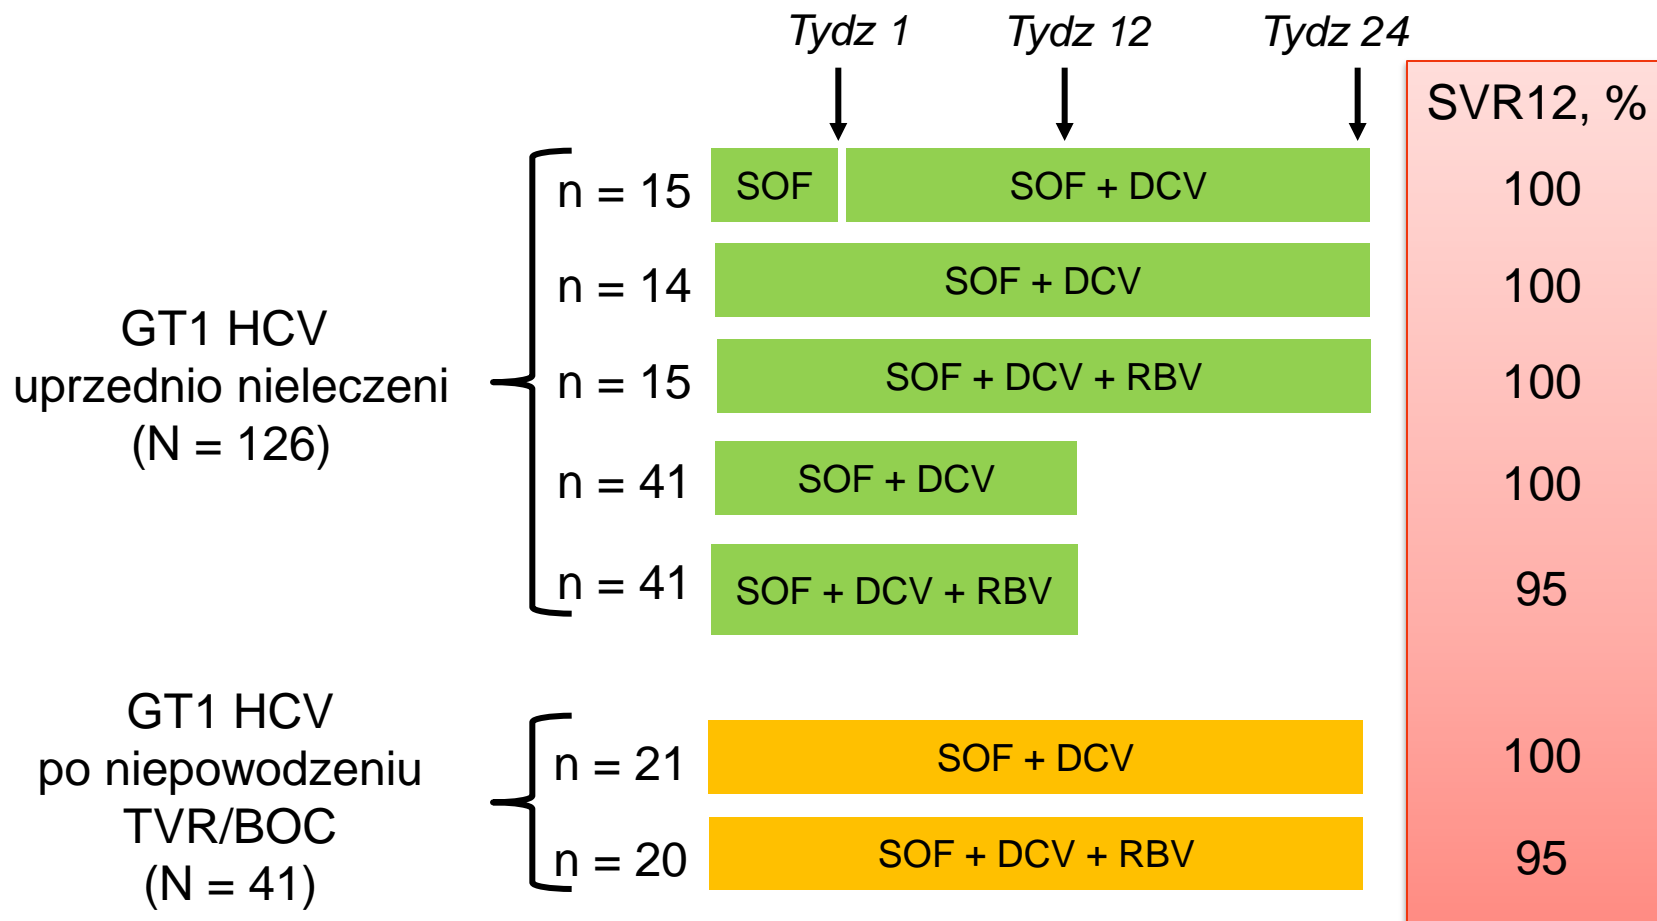 Tydz 1 Tydz 12 Tydz 24
SVR12, %
GT1 HCV
uprzednio nieleczeni
(N = 126)
n = 15 SOF SOF + DCV 100
n = 14 SOF + DCV 100
n = 15 SOF + DCV + RBV 100
n = 41 SOF + DCV 100
n = 41 SOF + DCV + RBV 95
GT1 HCV
po niepowodzeniu
TVR/BOC
(N = 41)
n = 21 SOF + DCV 100
n = 20 SOF + DCV + RBV 95